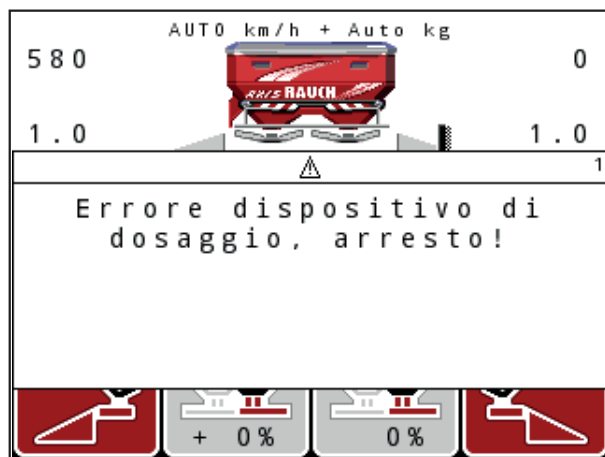 AUTO km/h + Auto kg
580
0
AXIS RAUCH
1.0
1.0
1
Errore dispositivo di
dosaggio, arresto!
+ 0%
0%